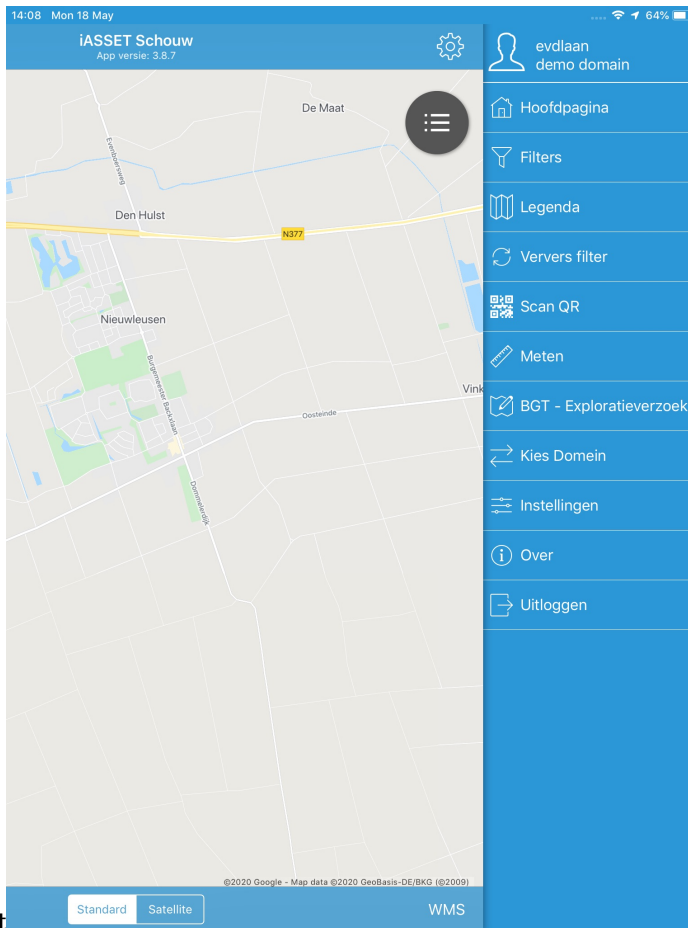 14:08 Mon 18 May
64%
iASSET Schouw
App versie: 3.8.7
De Maat
Evenboersweg
Den Hulst
N377
Nieuwleusen
Burgemeester Backxlaan
Vink
Oosteinde
Dommelerdijk
©2020 Google - Map data ©2020 GeoBasis-DE/BKG (©2009)
Standard Satellite
WMS
evdlaan
demo domain
Hoofdpagina
Filters
Legenda
Ververs filter
Scan QR
Meten
BGT - Exploratieverzoek
Kies Domein
Instellingen
Over
Uitloggen
t